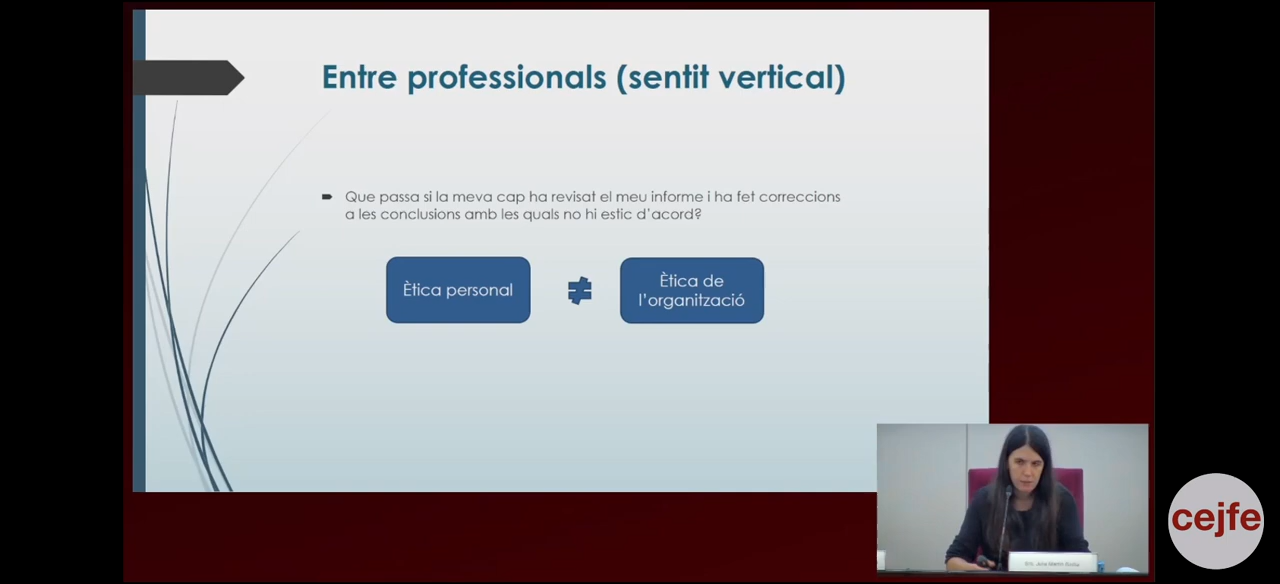 Entre professionals (sentit vertical)
Que passa si la meva cap ha revisat el meu informe i ha fet correccions
a les conclusions amb les quals no hi estic d'acord?
Ètica personal
≠
Ètica de
l'organització
cejfe